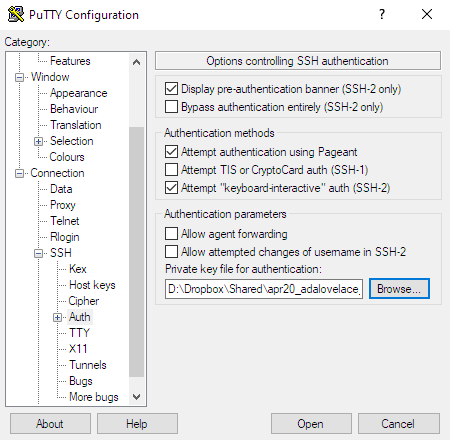 PuTTY Configuration
?
Category:
Features
Window
Appearance
Behaviour
Translation
Selection
Colours
Connection
Data
Proxy
Telnet
Rlogin
SSH
Kex
Host keys
Cipher
Auth
TTY
X11
Tunnels
Bugs
More bugs
Options controlling SSH authentication
Display pre-authentication banner (SSH-2 only)
Bypass authentication entirely (SSH-2 only)
Authentication methods
Attempt authentication using Pageant
Attempt TIS or CryptoCard auth (SSH-1)
Attempt "keyboard-interactive" auth (SSH-2)
Authentication parameters
Allow agent forwarding
Allow attempted changes of username in SSH-2
Private key file for authentication:
D:\Dropbox\Shared\apr20_adalovelace_ Browse...
About Help Open Cancel